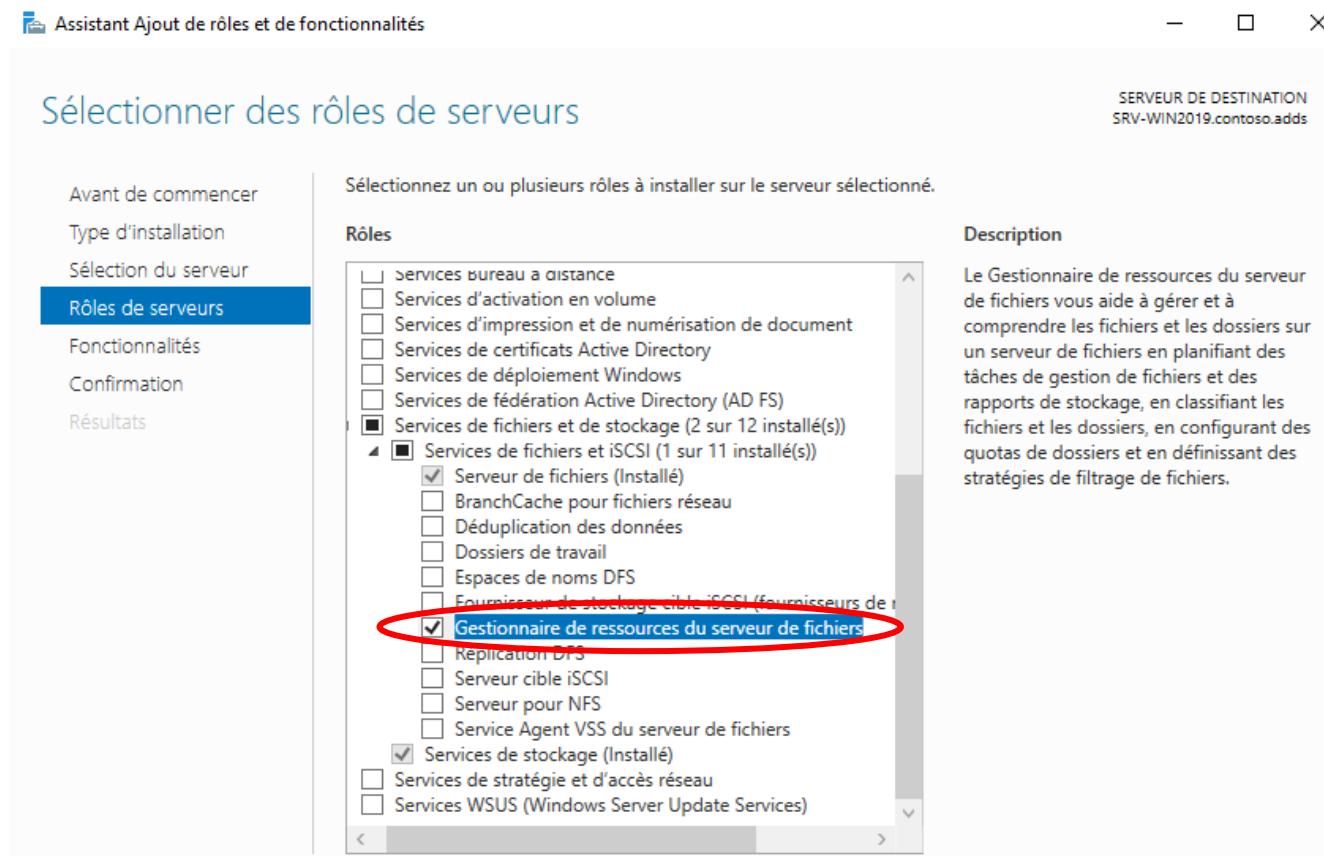 Assistant Ajout de rôles et de fonctionnalités
Sélectionner des rôles de serveurs
SERVEUR DE DESTINATION
SRV-WIN2019.contoso.adds
Avant de commencer
Type d'installation
Sélection du serveur
Rôles de serveurs
Fonctionnalités
Confirmation
Résultats
Sélectionnez un ou plusieurs rôles à installer sur le serveur sélectionné.
Rôles
Services Bureau à distance
Services d'activation en volume
Services d'impression et de numérisation de document
Services de certificats Active Directory
Services de déploiement Windows
Services de fédération Active Directory (AD FS)
Services de fichiers et de stockage (2 sur 12 installé(s))
Services de fichiers et iSCSI (1 sur 11 installé(s))
Serveur de fichiers (Installé)
BranchCache pour fichiers réseau
Déduplication des données
Dossiers de travail
Espaces de noms DFS
Fournisseur de stockage cible iSCSI (fournisseurs de
Gestionnaire de ressources du serveur de fichiers
Réplication DFS
Serveur cible iSCSI
Serveur pour NFS
Service Agent VSS du serveur de fichiers
Services de stockage (Installé)
Services de stratégie et d'accès réseau
Services WSUS (Windows Server Update Services)
Description
Le Gestionnaire de ressources du serveur
de fichiers vous aide à gérer et à
comprendre les fichiers et les dossiers sur
un serveur de fichiers en planifiant des
tâches de gestion de fichiers et des
rapports de stockage, en classifiant les
fichiers et les dossiers, en configurant des
quotas de dossiers et en définissant des
stratégies de filtrage de fichiers.